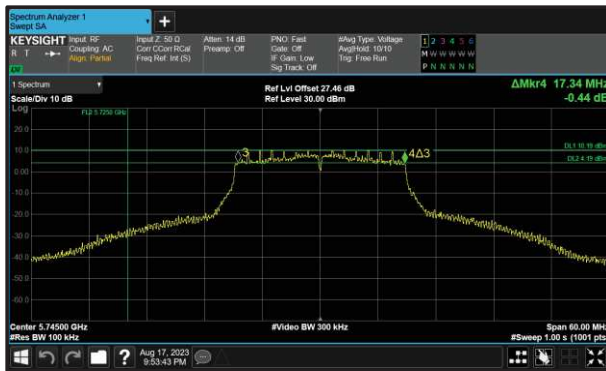 Spectrum Analyzer 1
Swept SA
KEYSIGHT
R T
Input: RF
Coupling: AC
Align: Partial
Input Z: 50 Ω
Corr CCorr RCal
Freq Ref: Int (S)
Atten: 14 dB
Preamp: Off
PNO: Fast
Gate: Off
IF Gain: Low
Sig Track: Off
#Avg Type: Voltage
Avg|Hold: 10/10
Trig: Free Run
1 2 3 4 5 6
M W W W W W
P N N N N N
1 Spectrum
Scale/Div 10 dB
Ref Lvl Offset 27.46 dB
Ref Level 30.00 dBm
ΔMkr4 17.34 MHz
-0.44 dB
Log
FL2 5.7250 GHz
20.0
10.0
0.00
-10.0
-20.0
-30.0
-40.0
-50.0
-60.0
3
4Δ3
DL1 10.19 dBm
DL2 4.19 dBm
Center 5.74500 GHz
#Res BW 100 kHz
#Video BW 300 kHz
Span 60.00 MHz
#Sweep 1.00 s (1001 pts)
?
Aug 17, 2023
9:53:43 PM